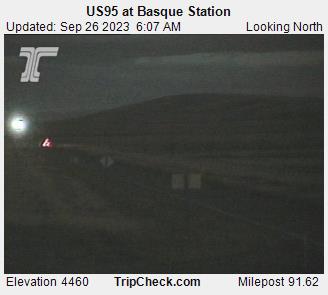 US95 at Basque Station
Updated: Sep 26 2023 6:07 AM Looking North
Elevation 4460 TripCheck.com Milepost 91.62